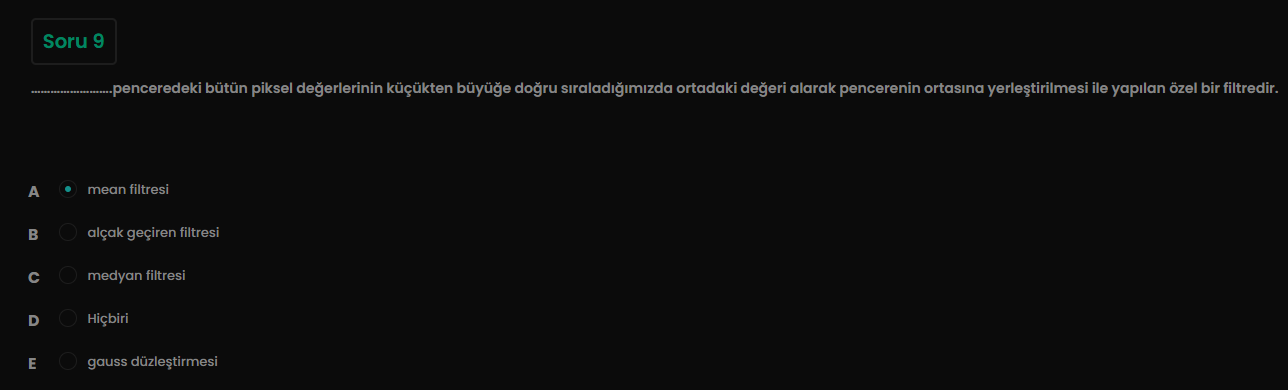 Soru 9
.........................penceredeki bütün piksel değerlerinin küçükten büyüğe doğru sıraladığımızda ortadaki değeri alarak pencerenin ortasına yerleştirilmesi ile yapılan özel bir filtredir.
A mean filtresi
B alçak geçiren filtresi
C medyan filtresi
D Hiçbiri
E gauss düzleştirmesi